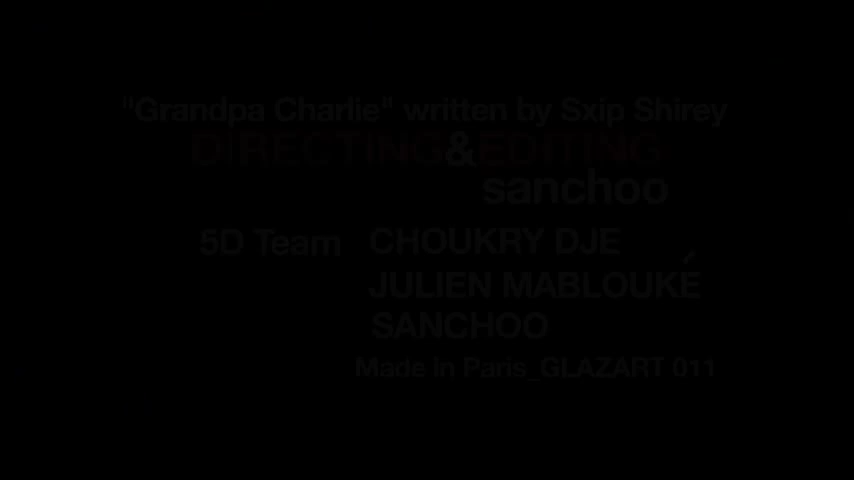 "Grandpa Charlie" written by Sxip Shirey
DIRECTING&EDITING
sanchoo
5D Team CHOUKRY DJE
JULIEN MABLOUKÉ
SANCHOO
Made in Paris_GLAZART 011